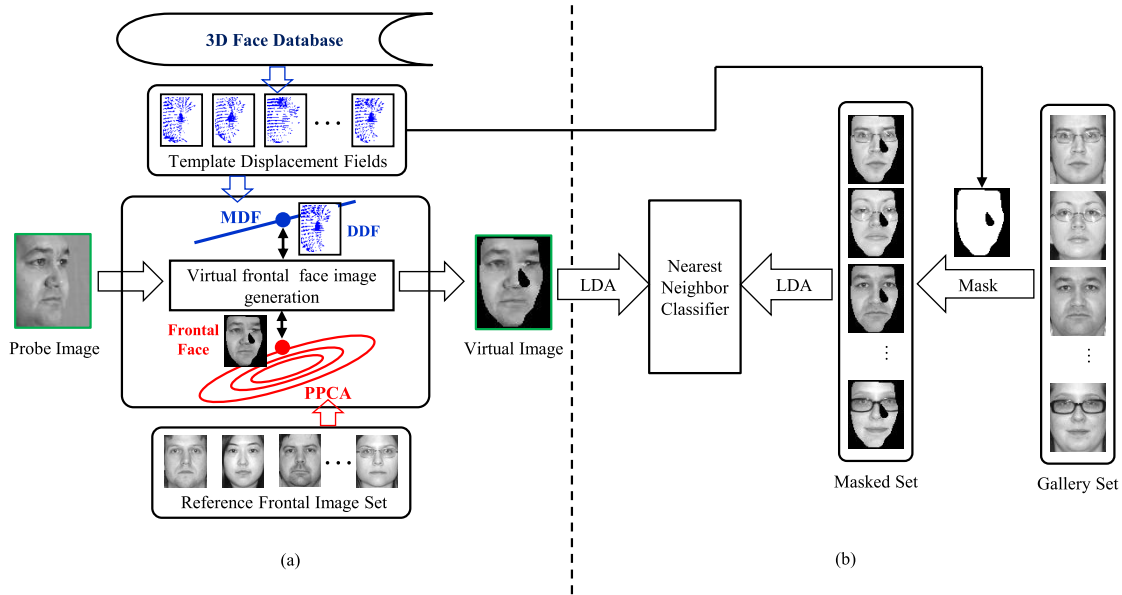 3D Face Database
Template Displacement Fields
MDF
DDF
Virtual frontal face image
generation
Frontal
Face
PPCA
Probe Image
Virtual Image
Reference Frontal Image Set
(a)
LDA
Nearest
Neighbor
Classifier
LDA
Mask
Masked Set
Gallery Set
(b)